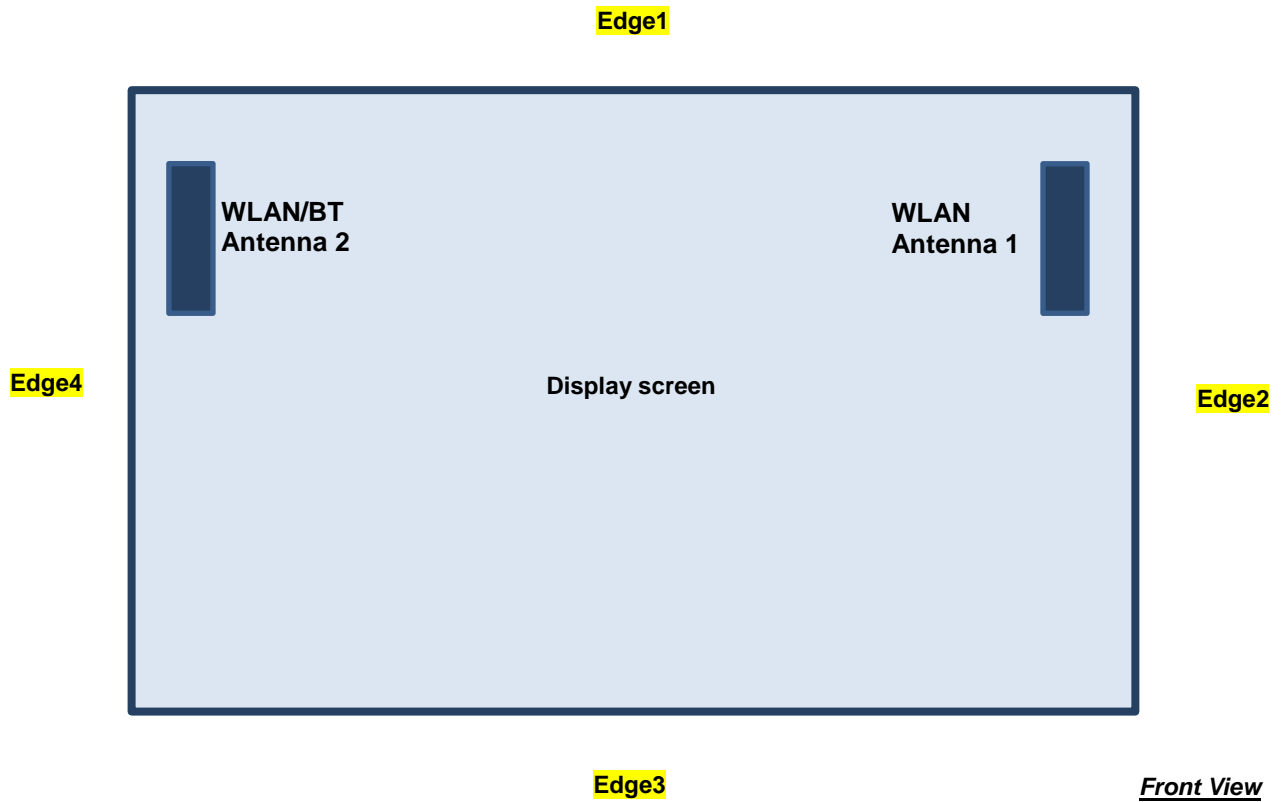 Edge1
WLAN/BT
Antenna 2
WLAN
Antenna 1
Edge4
Display screen
Edge2
Edge3
Front View